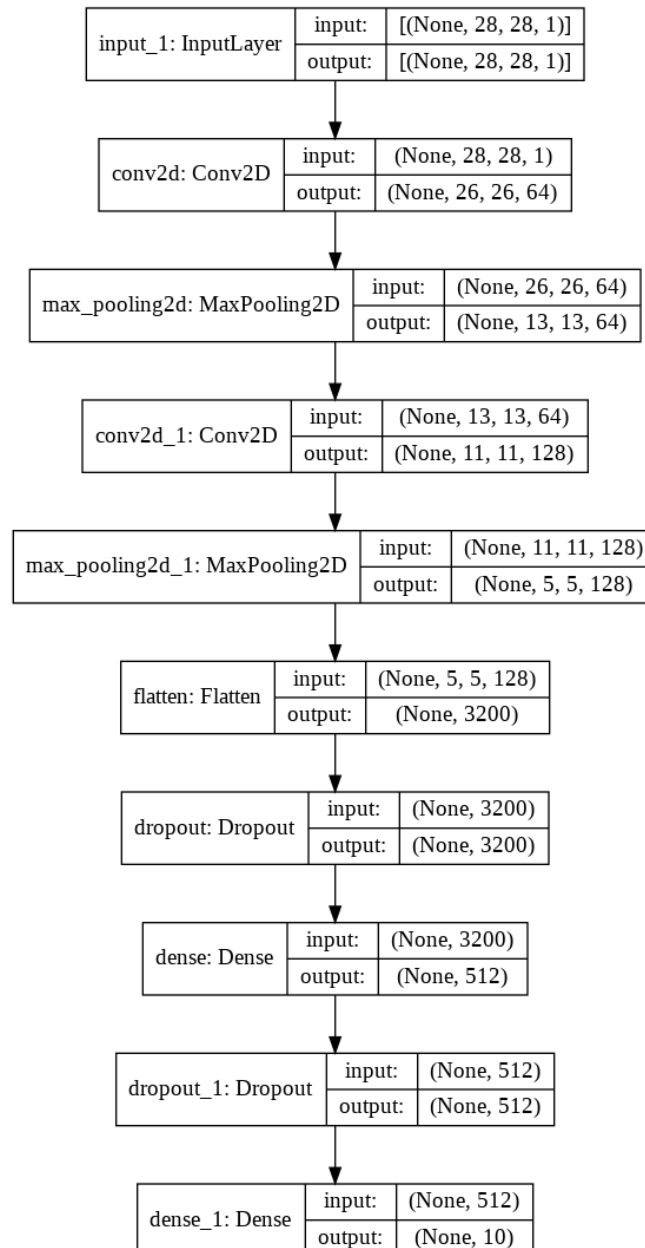 input_1: InputLayer
input: [(None, 28, 28, 1)]
output: [(None, 28, 28, 1)]
conv2d: Conv2D
input: (None, 28, 28, 1)
output: (None, 26, 26, 64)
max_pooling2d: MaxPooling2D
input: (None, 26, 26, 64)
output: (None, 13, 13, 64)
conv2d_1: Conv2D
input: (None, 13, 13, 64)
output: (None, 11, 11, 128)
max_pooling2d_1: MaxPooling2D
input: (None, 11, 11, 128)
output: (None, 5, 5, 128)
flatten: Flatten
input: (None, 5, 5, 128)
output: (None, 3200)
dropout: Dropout
input: (None, 3200)
output: (None, 3200)
dense: Dense
input: (None, 3200)
output: (None, 512)
dropout_1: Dropout
input: (None, 512)
output: (None, 512)
dense_1: Dense
input: (None, 512)
output: (None, 10)